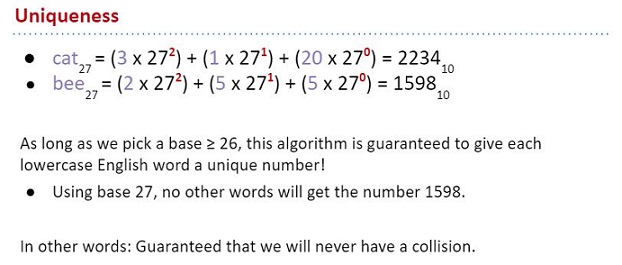 Uniqueness
● cat₂₇ = (3 x 27²) + (1 x 27¹) + (20 x 27⁰) = 2234₁₀
● bee₂₇ = (2 x 27²) + (5 x 27¹) + (5 x 27⁰) = 1598₁₀
As long as we pick a base ≥ 26, this algorithm is guaranteed to give each
lowercase English word a unique number!
● Using base 27, no other words will get the number 1598.
In other words: Guaranteed that we will never have a collision.